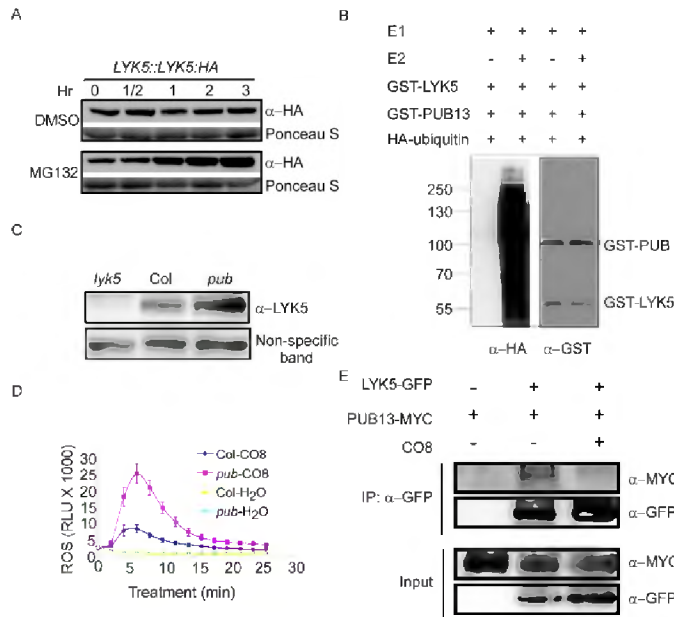 A
LYK5::LYK5:HA
Hr 0 1/2 1 2 3
DMSO
α–HA
Ponceau S
MG132
α–HA
Ponceau S
B
E1 + + + +
E2 - + - +
GST-LYK5 + + + +
GST-PUB13 + + + +
HA-ubiquitin + + + +
250
130
100
70
55
GST-PUB
GST-LYK5
α–HA α–GST
C
lyk5 Col pub
α–LYK5
Non-specific
band
D
ROS (RLU X 1000)
30
25
20
15
10
5
0
0 5 10 15 20 25 30
Treatment (min)
Col-CO8
pub-CO8
Col-H2O
pub-H2O
E
LYK5-GFP - + +
PUB13-MYC + + +
CO8 - - +
IP: α–GFP
α–MYC
α–GFP
Input
α–MYC
α–GFP